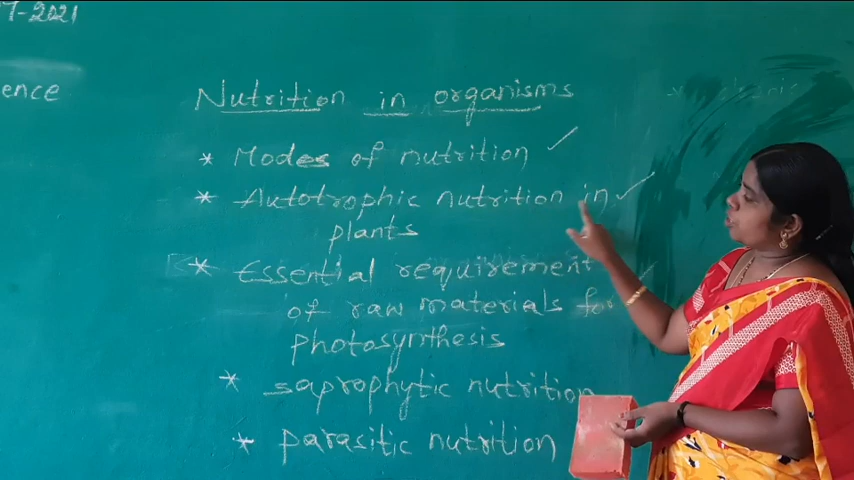 7-2021
ence
Nutrition in organisms
* Modes of nutrition ✓
* Autotrophic nutrition in ✓
plants
* Essential requirement
of raw materials for
photosynthesis
* saprophytic nutrition
* parasitic nutrition